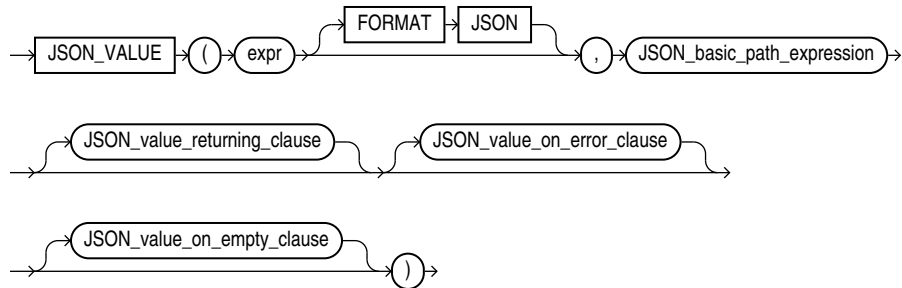 FORMAT JSON
JSON_VALUE ( expr , JSON_basic_path_expression
JSON_value_returning_clause JSON_value_on_error_clause
JSON_value_on_empty_clause
)